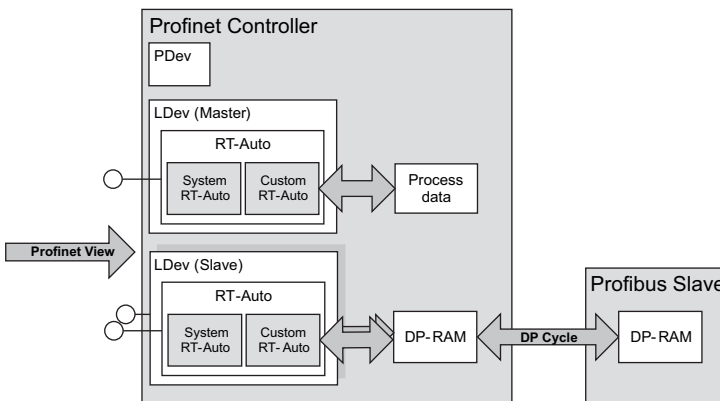 Profinet Controller
PDev
LDev (Master)
RT-Auto
System
RT-Auto
Custom
RT-Auto
Process
data
Profinet View
LDev (Slave)
RT-Auto
System
RT-Auto
Custom
RT- Auto
DP-RAM
DP Cycle
Profibus Slave
DP-RAM